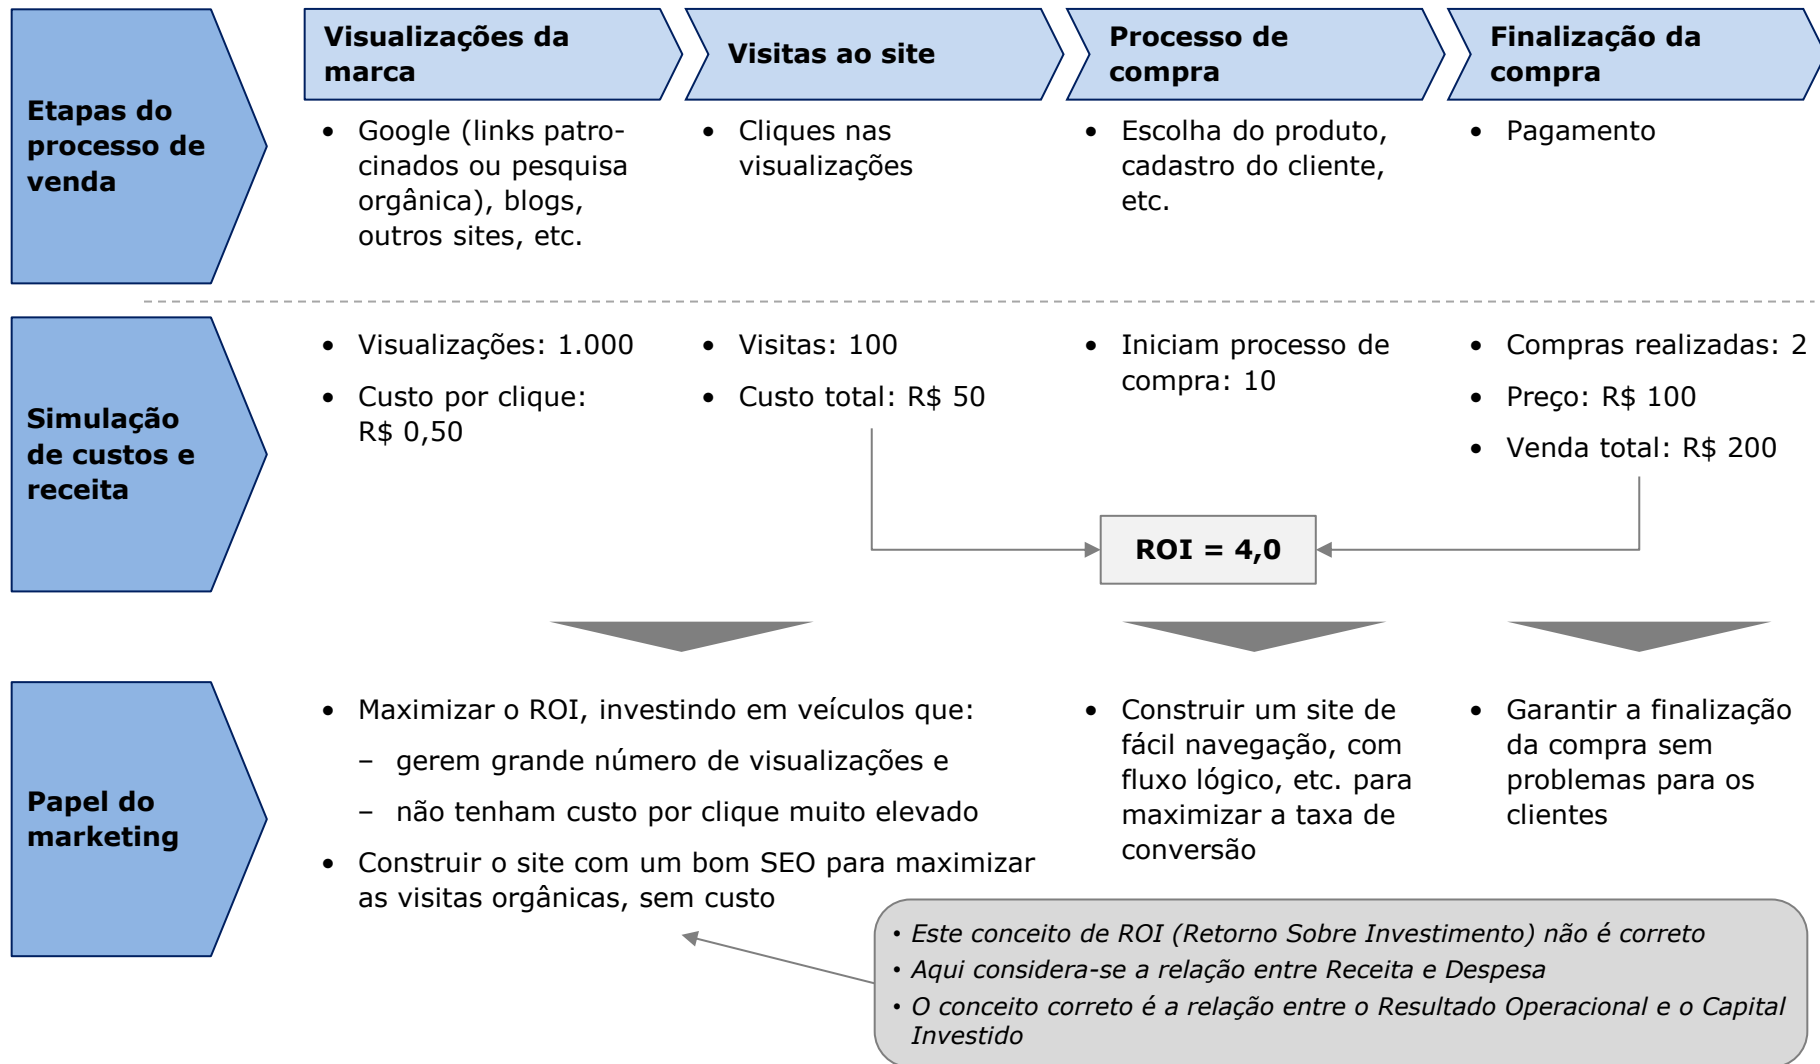 Etapas do
processo de
venda
Visualizações da
marca
Visitas ao site
Processo de
compra
Finalização da
compra
• Google (links patro-
cinados ou pesquisa
orgânica), blogs,
outros sites, etc.
• Cliques nas
visualizações
• Escolha do produto,
cadastro do cliente,
etc.
• Pagamento
Simulação
de custos e
receita
• Visualizações: 1.000
• Custo por clique:
R$ 0,50
• Visitas: 100
• Custo total: R$ 50
• Iniciam processo de
compra: 10
• Compras realizadas: 2
• Preço: R$ 100
• Venda total: R$ 200
ROI = 4,0
Papel do
marketing
• Maximizar o ROI, investindo em veículos que:
– gerem grande número de visualizações e
– não tenham custo por clique muito elevado
• Construir o site com um bom SEO para maximizar
as visitas orgânicas, sem custo
• Construir um site de
fácil navegação, com
fluxo lógico, etc. para
maximizar a taxa de
conversão
• Garantir a finalização
da compra sem
problemas para os
clientes
• Este conceito de ROI (Retorno Sobre Investimento) não é correto
• Aqui considera-se a relação entre Receita e Despesa
• O conceito correto é a relação entre o Resultado Operacional e o Capital
Investido